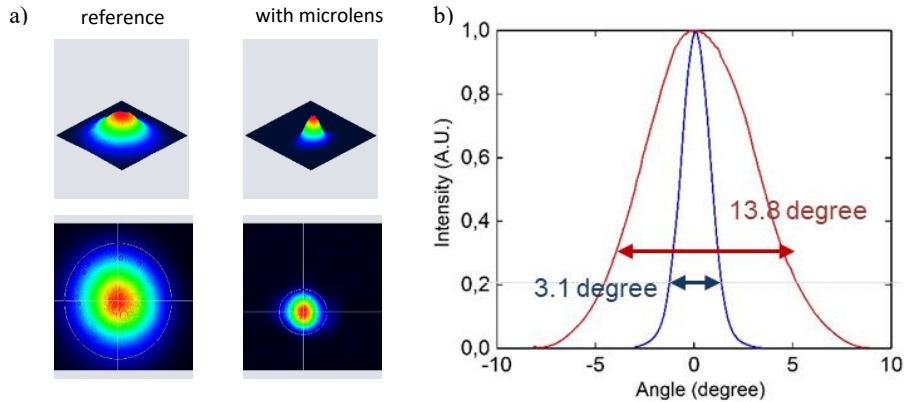 a)
reference
with microlens
b)
1,0
0,8
0,6
0,4
0,2
0,0
Intensity (A.U.)
13.8 degree
3.1 degree
-10
-5
0
5
10
Angle (degree)